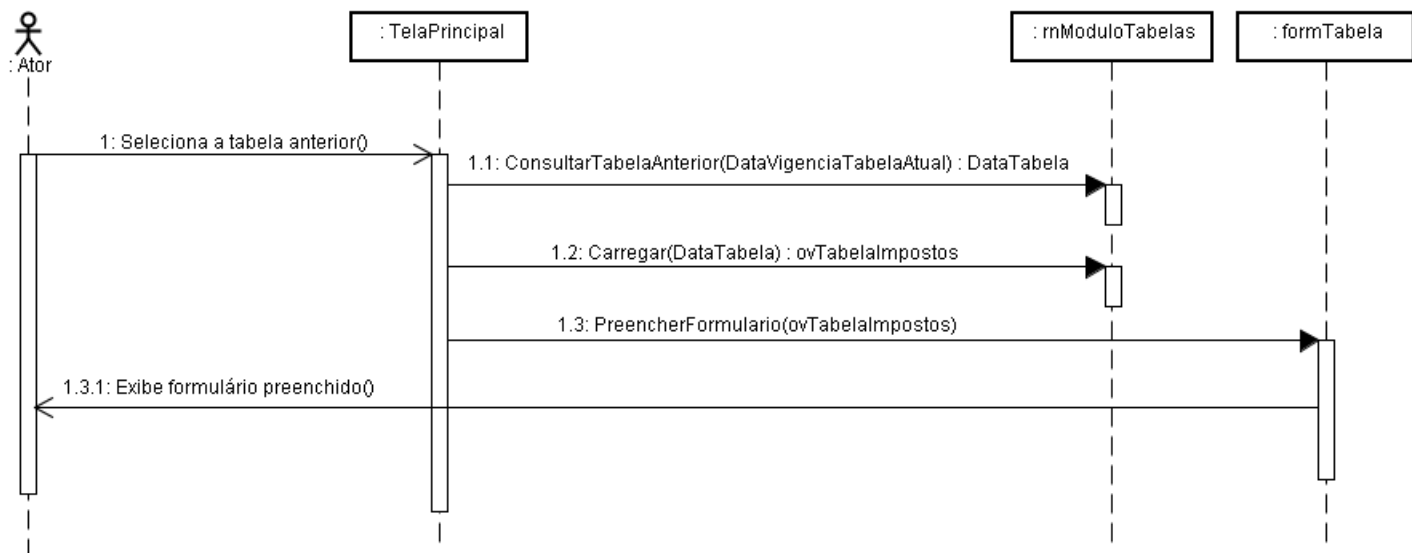 : Ator
: TelaPrincipal
: rnModuloTabelas
: formTabela
1: Seleciona a tabela anterior()
1.1: ConsultarTabelaAnterior(DataVigenciaTabelaAtual) : DataTabela
1.2: Carregar(DataTabela) : ovTabelaImpostos
1.3: PreencherFormulario(ovTabelaImpostos)
1.3.1: Exibe formulário preenchido()